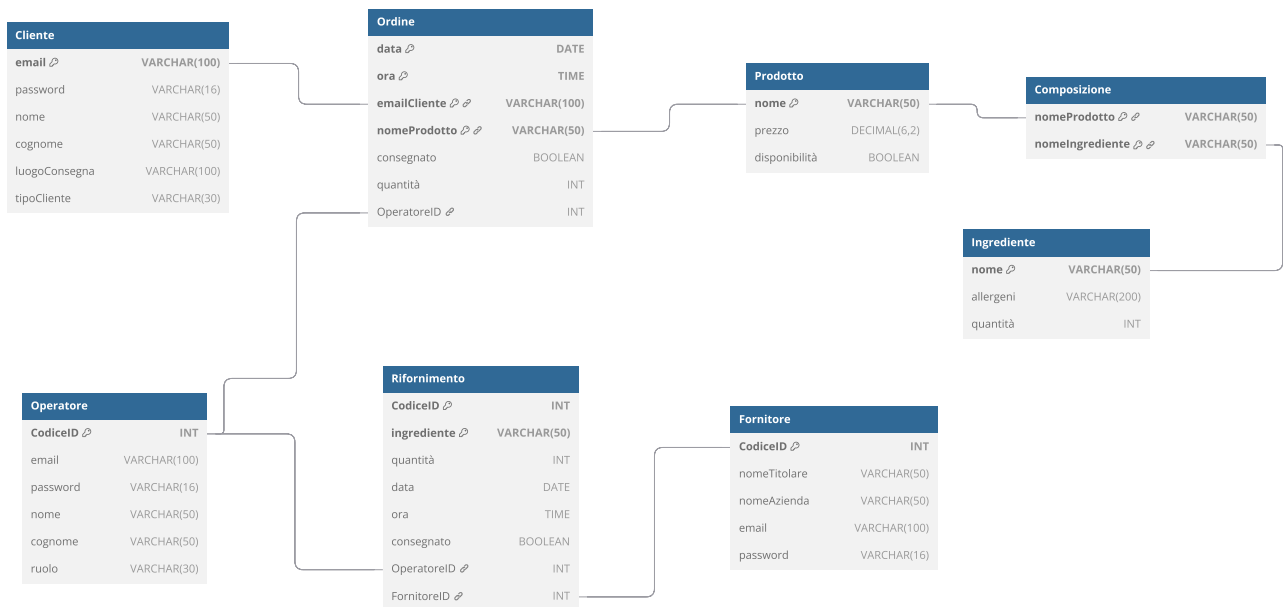 Cliente
email VARCHAR(100)
password VARCHAR(16)
nome VARCHAR(50)
cognome VARCHAR(50)
luogoConsegna VARCHAR(100)
tipoCliente VARCHAR(30)
Ordine
data DATE
ora TIME
emailCliente VARCHAR(100)
nomeProdotto VARCHAR(50)
consegnato BOOLEAN
quantità INT
OperatoreID INT
Prodotto
nome VARCHAR(50)
prezzo DECIMAL(6,2)
disponibilità BOOLEAN
Composizione
nomeProdotto VARCHAR(50)
nomeIngrediente VARCHAR(50)
Ingrediente
nome VARCHAR(50)
allergeni VARCHAR(200)
quantità INT
Operatore
CodiceID INT
email VARCHAR(100)
password VARCHAR(16)
nome VARCHAR(50)
cognome VARCHAR(50)
ruolo VARCHAR(30)
Rifornimento
CodiceID INT
ingrediente VARCHAR(50)
quantità INT
data DATE
ora TIME
consegnato BOOLEAN
OperatoreID INT
FornitoreID INT
Fornitore
CodiceID INT
nomeTitolare VARCHAR(50)
nomeAzienda VARCHAR(50)
email VARCHAR(100)
password VARCHAR(16)